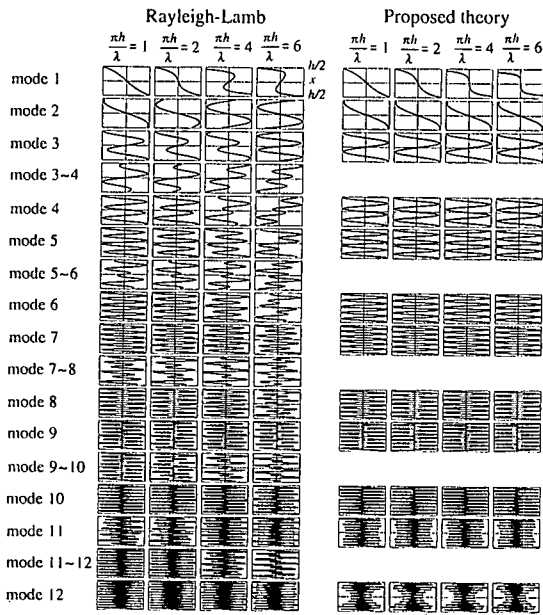 Rayleigh-Lamb Proposed theory
πh/λ = 1 πh/λ = 2 πh/λ = 4 πh/λ = 6 πh/λ = 1 πh/λ = 2 πh/λ = 4 πh/λ = 6
h/2
mode 1 x
h/2
mode 2
mode 3
mode 3~4
mode 4
mode 5
mode 5~6
mode 6
mode 7
mode 7~8
mode 8
mode 9
mode 9~10
mode 10
mode 11
mode 11~12
mode 12